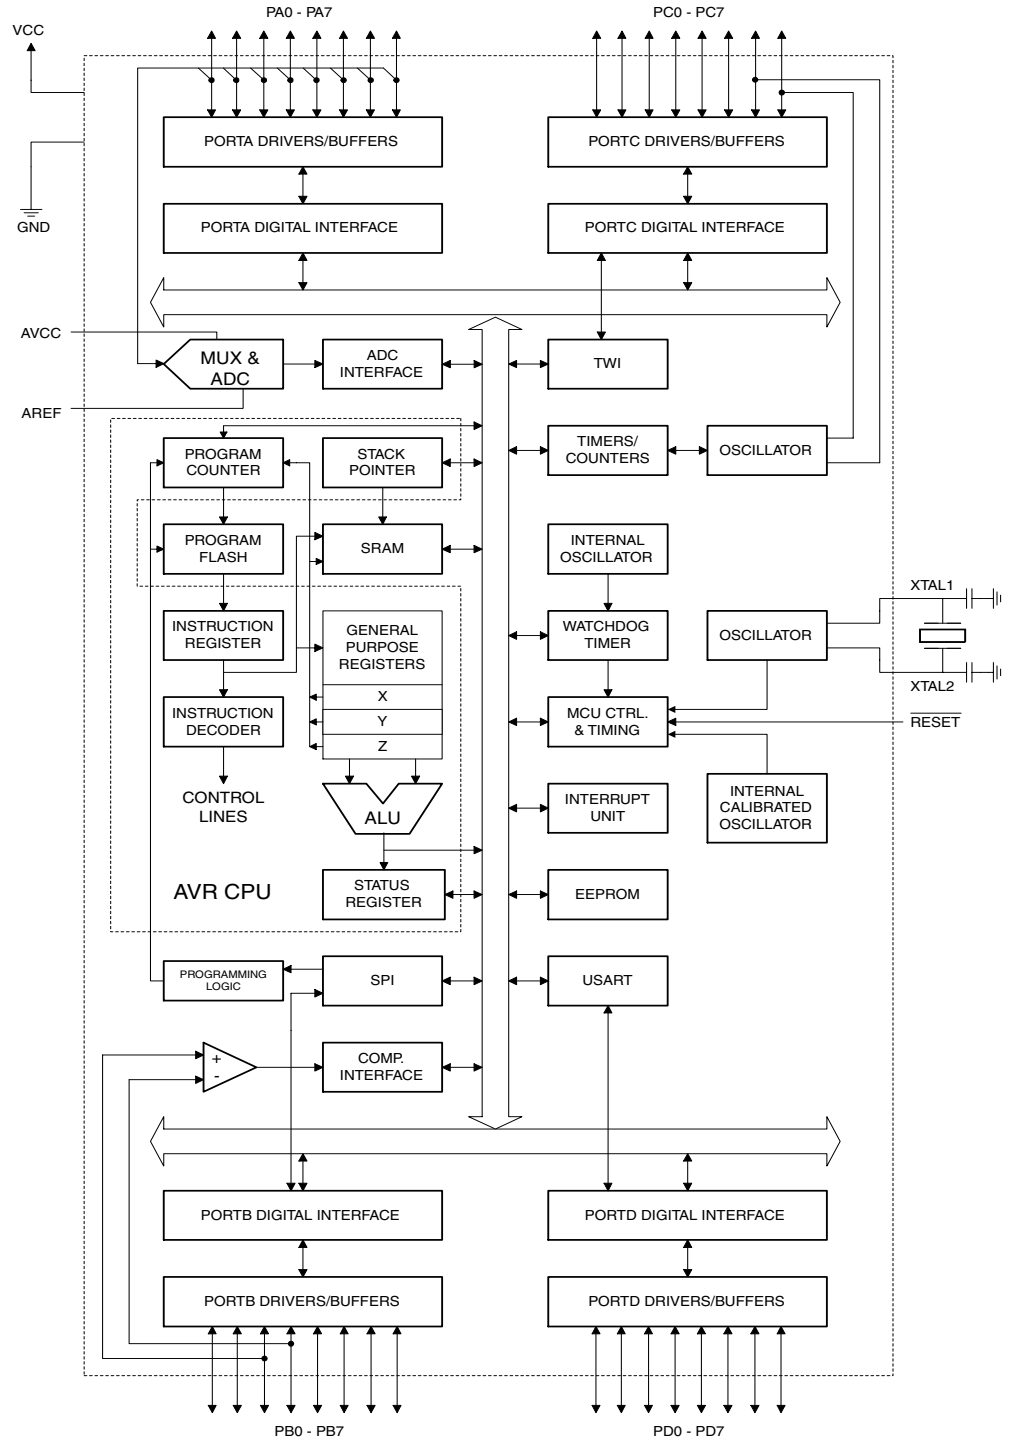 PA0 - PA7
PC0 - PC7
VCC
PORTA DRIVERS/BUFFERS
PORTC DRIVERS/BUFFERS
GND
PORTA DIGITAL INTERFACE
PORTC DIGITAL INTERFACE
AVCC
MUX &
ADC
ADC
INTERFACE
TWI
AREF
PROGRAM
COUNTER
STACK
POINTER
TIMERS/
COUNTERS
OSCILLATOR
PROGRAM
FLASH
SRAM
INTERNAL
OSCILLATOR
XTAL1
INSTRUCTION
REGISTER
GENERAL
PURPOSE
REGISTERS
WATCHDOG
TIMER
OSCILLATOR
XTAL2
X
INSTRUCTION
DECODER
Y
Z
MCU CTRL.
& TIMING
RESET
CONTROL
LINES
ALU
INTERRUPT
UNIT
INTERNAL
CALIBRATED
OSCILLATOR
AVR CPU
STATUS
REGISTER
EEPROM
PROGRAMMING
LOGIC
SPI
USART
+
-
COMP.
INTERFACE
PORTB DIGITAL INTERFACE
PORTD DIGITAL INTERFACE
PORTB DRIVERS/BUFFERS
PORTD DRIVERS/BUFFERS
PB0 - PB7
PD0 - PD7